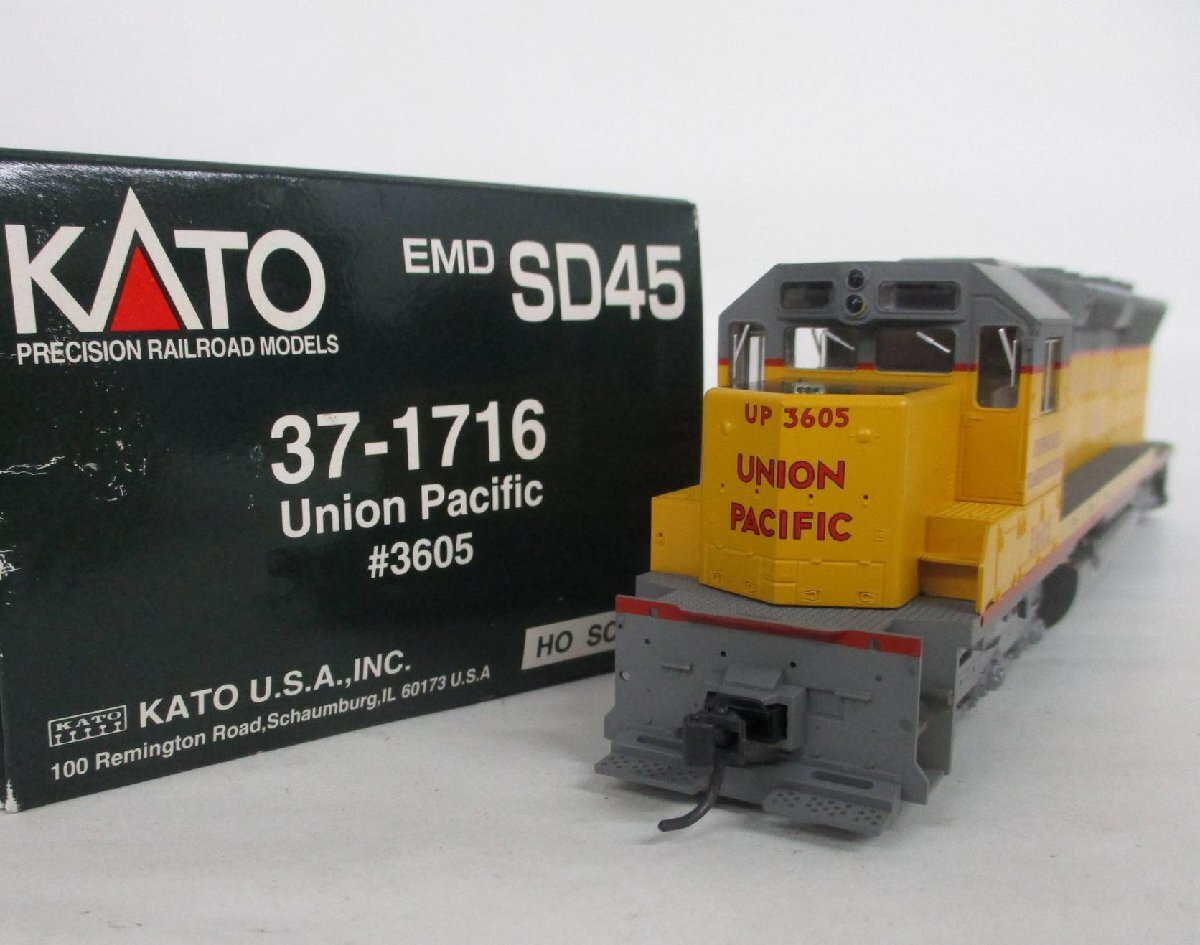 KATO
PRECISION RAILROAD MODELS
EMD SD45
37-1716
Union Pacific
#3605
HO
KATO
KATO U.S.A.,INC.
100 Remington Road,Schaumburg,IL 60173 U.S.A
UP 3605
UNION
PACIFIC